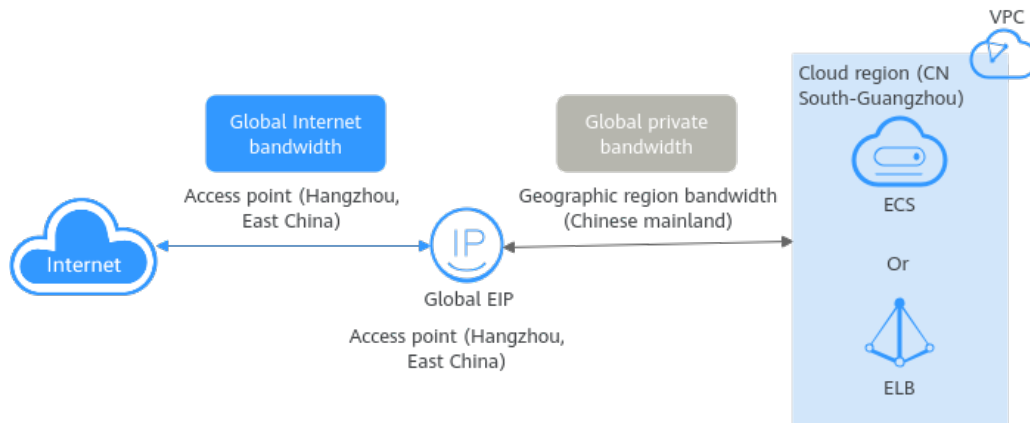 VPC
Cloud region (CN
South-Guangzhou)
Global Internet
bandwidth
Global private
bandwidth
Access point (Hangzhou,
East China)
Geographic region bandwidth
(Chinese mainland)
ECS
Internet
IP
Or
Global EIP
Access point (Hangzhou,
East China)
ELB